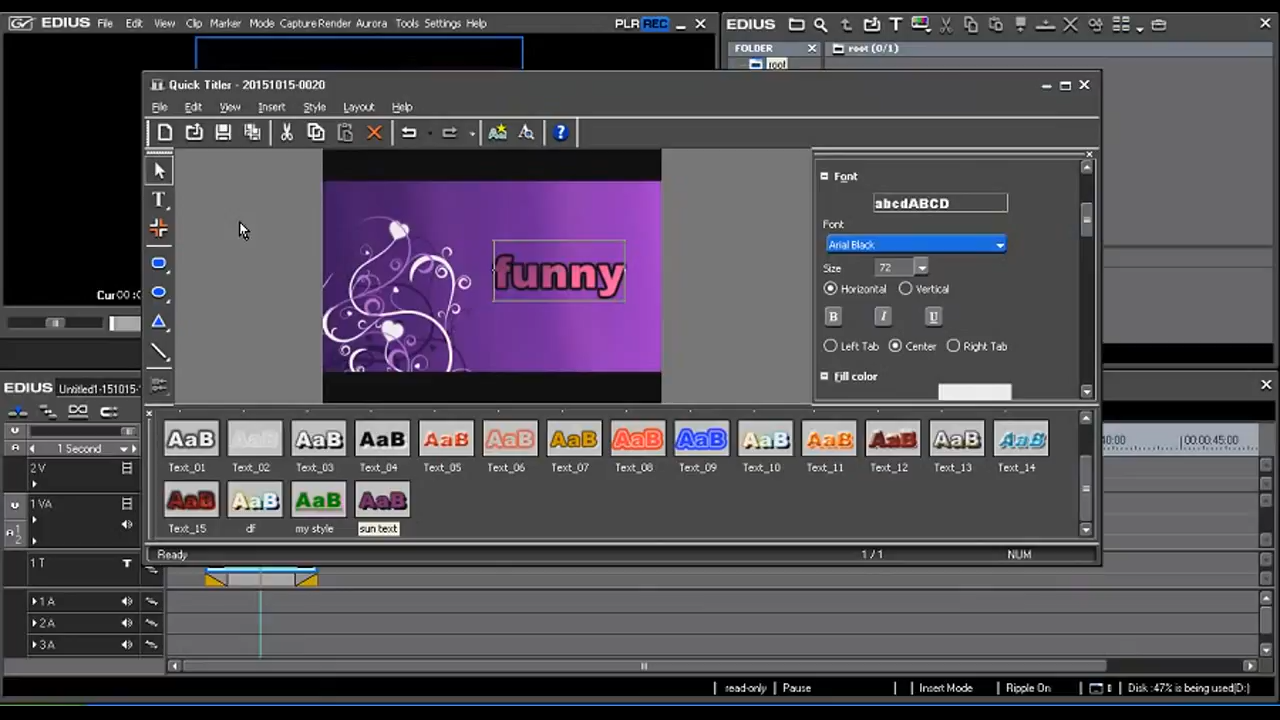 EDIUS File Edit View Clip Marker Mode Capture Render Aurora Tools Settings Help PLR REC
EDIUS
FOLDER root (0/1)
root
Quick Titler - 20151015-0020
File Edit View Insert Style Layout Help
Font
abcdABCD
Font
Arial Black
Size 72
Horizontal Vertical
B I U
Left Tab Center Right Tab
Fill color
funny
T
Cur 00:
EDIUS Untitled1-151015-
1 Second
AaB AaB AaB AaB AaB AaB AaB AaB AaB AaB AaB AaB AaB AaB
Text_01 Text_02 Text_03 Text_04 Text_05 Text_06 Text_07 Text_08 Text_09 Text_10 Text_11 Text_12 Text_13 Text_14
AaB AaB AaB AaB
Text_15 df my style sun text
Ready 1 / 1 NUM
40:00 00:00:45:00
2 V
1 VA
A 1 2
1 T T
1 A
2 A
3 A
read-only Pause Insert Mode Ripple On Disk :47% is being used(D:)